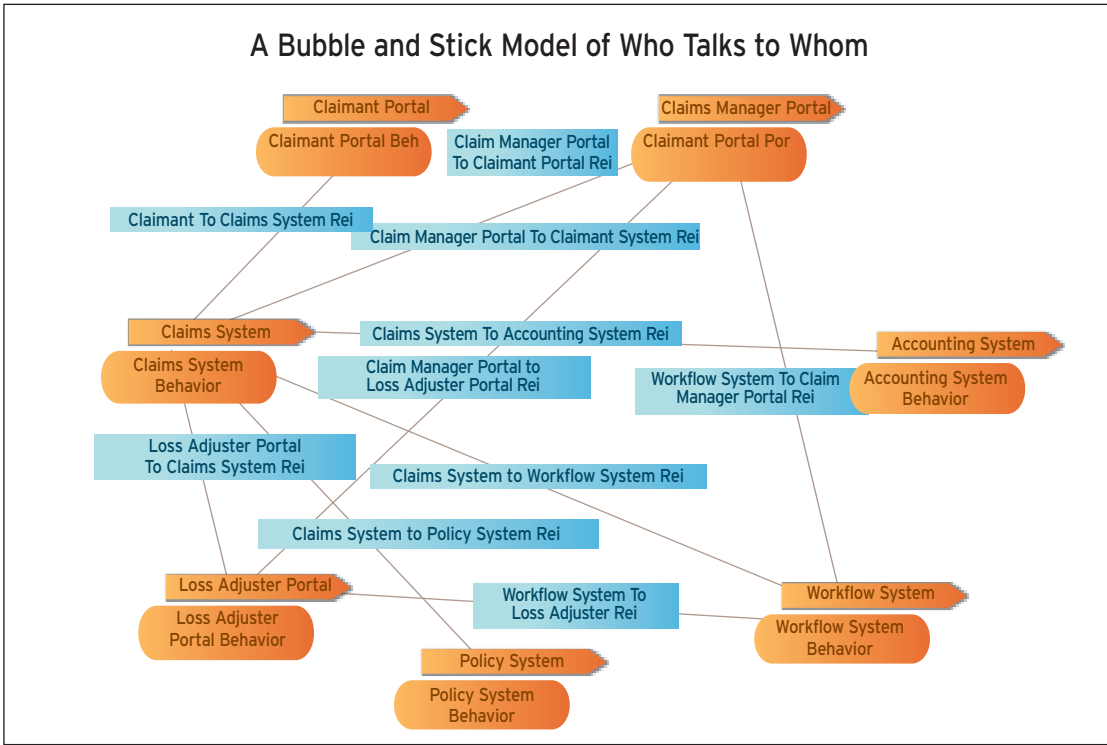 A Bubble and Stick Model of Who Talks to Whom
Claimant Portal
Claimant Portal Beh
Claim Manager Portal
To Claimant Portal Rei
Claims Manager Portal
Claimant Portal Por
Claimant To Claims System Rei
Claim Manager Portal To Claimant System Rei
Claims System
Claims System
Behavior
Claims System To Accounting System Rei
Accounting System
Accounting System
Behavior
Claim Manager Portal to
Loss Adjuster Portal Rei
Workflow System To Claim
Manager Portal Rei
Loss Adjuster Portal
To Claims System Rei
Claims System to Workflow System Rei
Claims System to Policy System Rei
Loss Adjuster Portal
Loss Adjuster
Portal Behavior
Workflow System To
Loss Adjuster Rei
Workflow System
Workflow System
Behavior
Policy System
Policy System
Behavior